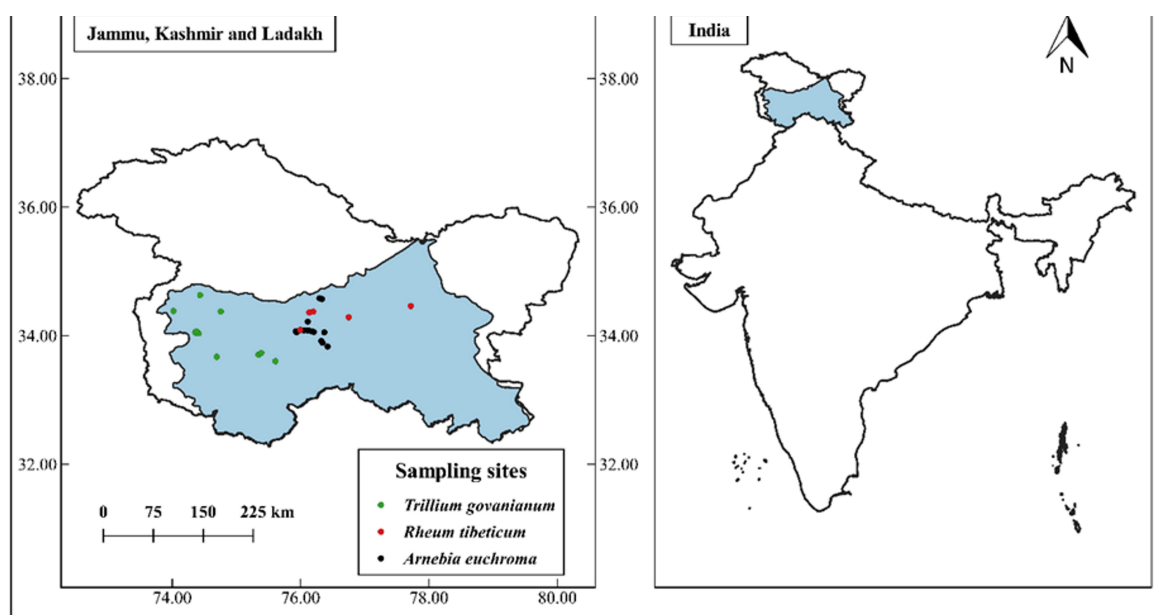 Jammu, Kashmir and Ladakh
India
N
38.00
38.00
36.00
36.00
34.00
34.00
32.00
32.00
Sampling sites
Trillium govanianum
Rheum tibeticum
Arnebia euchroma
0 75 150 225 km
74.00 76.00 78.00 80.00